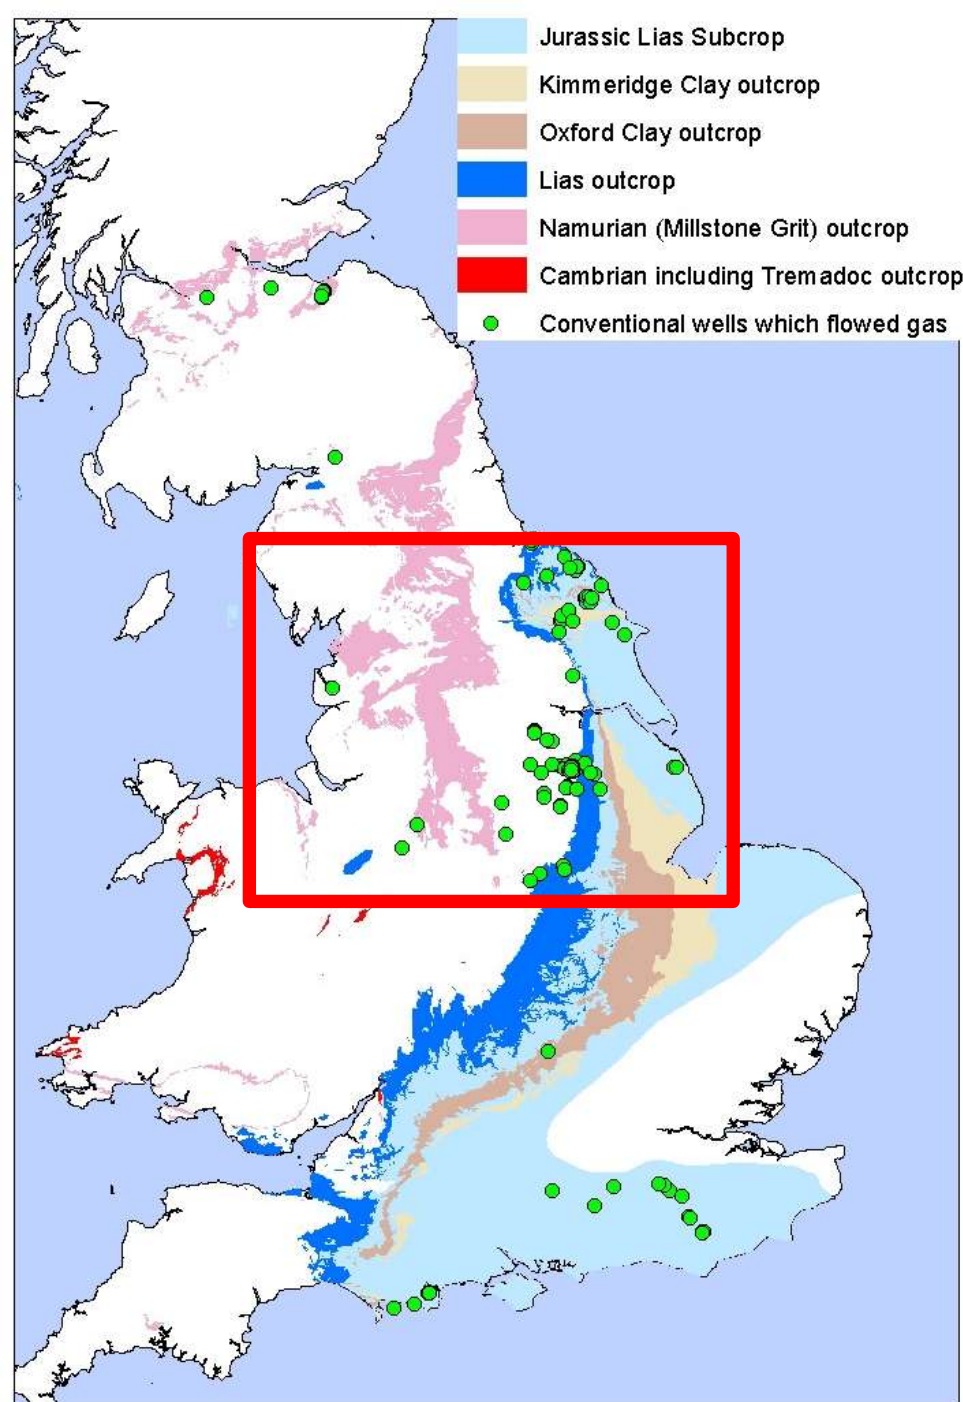 Jurassic Lias Subcrop
Kimmeridge Clay outcrop
Oxford Clay outcrop
Lias outcrop
Namurian (Millstone Grit) outcrop
Cambrian including Tremadoc outcrop
Conventional wells which flowed gas